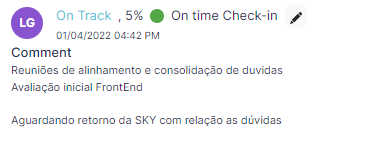 LG
On Track , 5% On time Check-in
01/04/2022 04:42 PM
Comment
Reuniões de alinhamento e consolidação de duvidas
Avaliação inicial FrontEnd
Aguardando retorno da SKY com relação as dúvidas